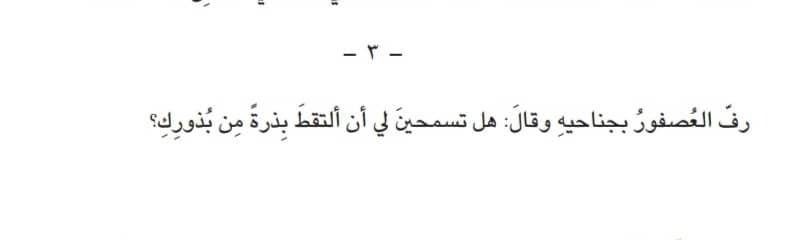 – ٣ –
رفّ العُصفورُ بجناحيهِ وقالَ: هل تسمحينَ لي أن ألتقطَ بِذرةً مِن بُذورِكِ؟